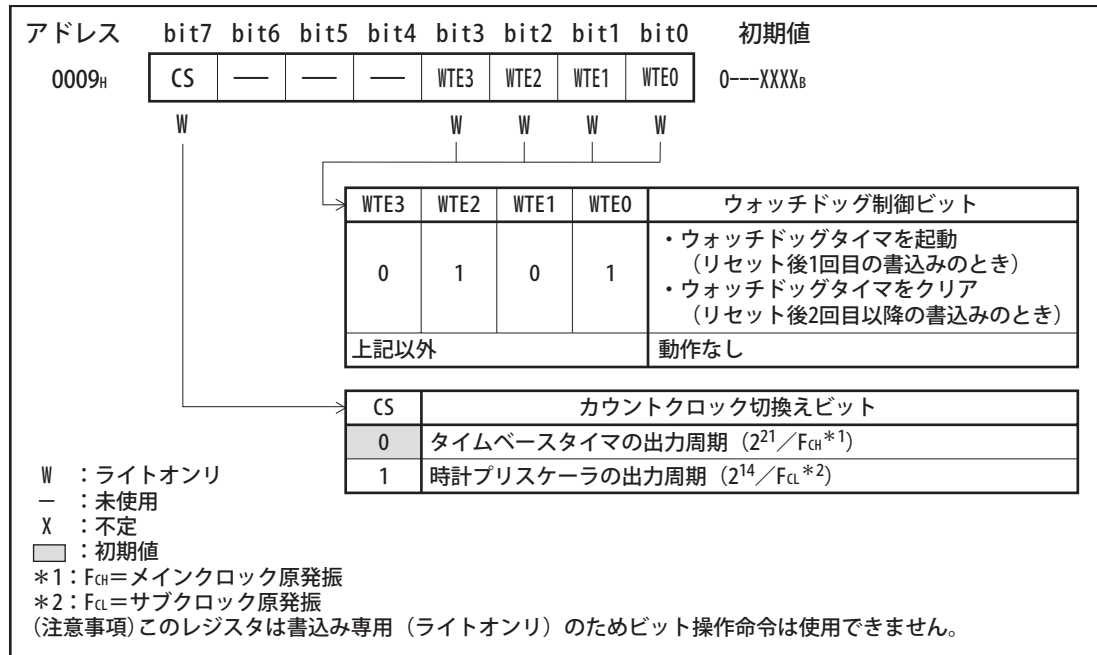 アドレス bit7 bit6 bit5 bit4 bit3 bit2 bit1 bit0 初期値
0009H CS — — — WTE3 WTE2 WTE1 WTE0 0---XXXXB
W W W W W
WTE3 WTE2 WTE1 WTE0 ウォッチドッグ制御ビット
0 1 0 1 ・ウォッチドッグタイマを起動
（リセット後1回目の書込みのとき）
・ウォッチドッグタイマをクリア
（リセット後2回目以降の書込みのとき）
上記以外 動作なし
CS カウントクロック切換えビット
0 タイムベースタイマの出力周期（2²¹／FCH＊1）
1 時計プリスケーラの出力周期（2¹⁴／FCL＊2）
W ：ライトオンリ
— ：未使用
X ：不定
：初期値
＊1：FCH＝メインクロック原発振
＊2：FCL＝サブクロック原発振
（注意事項）このレジスタは書込み専用（ライトオンリ）のためビット操作命令は使用できません。